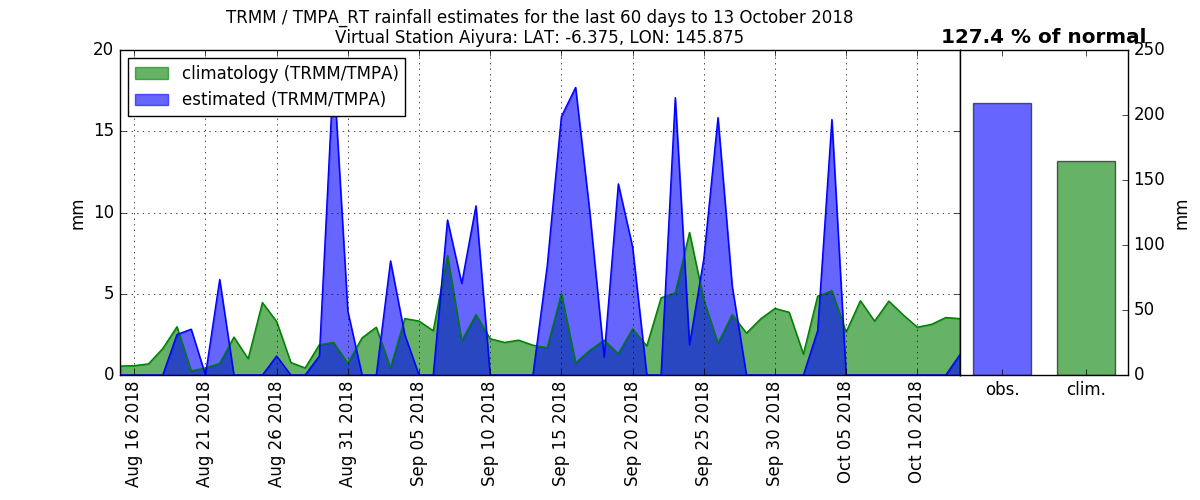 TRMM / TMPA_RT rainfall estimates for the last 60 days to 13 October 2018
Virtual Station Aiyura: LAT: -6.375, LON: 145.875
127.4 % of normal
climatology (TRMM/TMPA)
estimated (TRMM/TMPA)
20
15
10
5
0
mm
250
200
150
100
50
0
mm
obs.
clim.
Aug 16 2018
Aug 21 2018
Aug 26 2018
Aug 31 2018
Sep 05 2018
Sep 10 2018
Sep 15 2018
Sep 20 2018
Sep 25 2018
Sep 30 2018
Oct 05 2018
Oct 10 2018